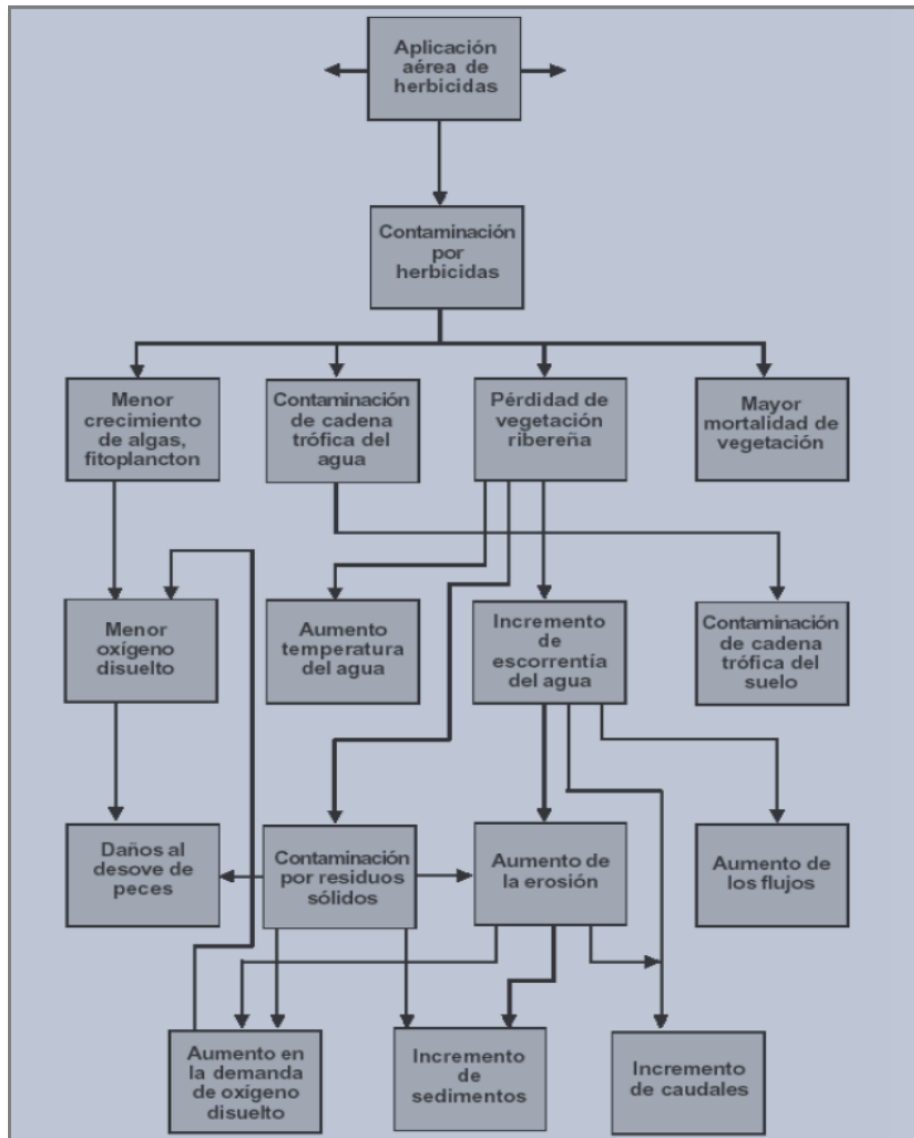 Aplicación
aérea de
herbicidas
Contaminación
por
herbicidas
Menor
crecimiento
de algas,
fitoplancton
Contaminación
de cadena
trófica del
agua
Pérdidad de
vegetación
ribereña
Mayor
mortalidad de
vegetación
Menor
oxígeno
disuelto
Aumento
temperatura
del agua
Incremento
de
escorrentía
del agua
Contaminación
de cadena
trófica del
suelo
Daños al
desove de
peces
Contaminación
por residuos
sólidos
Aumento de
la erosión
Aumento de
los flujos
Aumento en
la demanda
de oxígeno
disuelto
Incremento
de
sedimentos
Incremento
de caudales